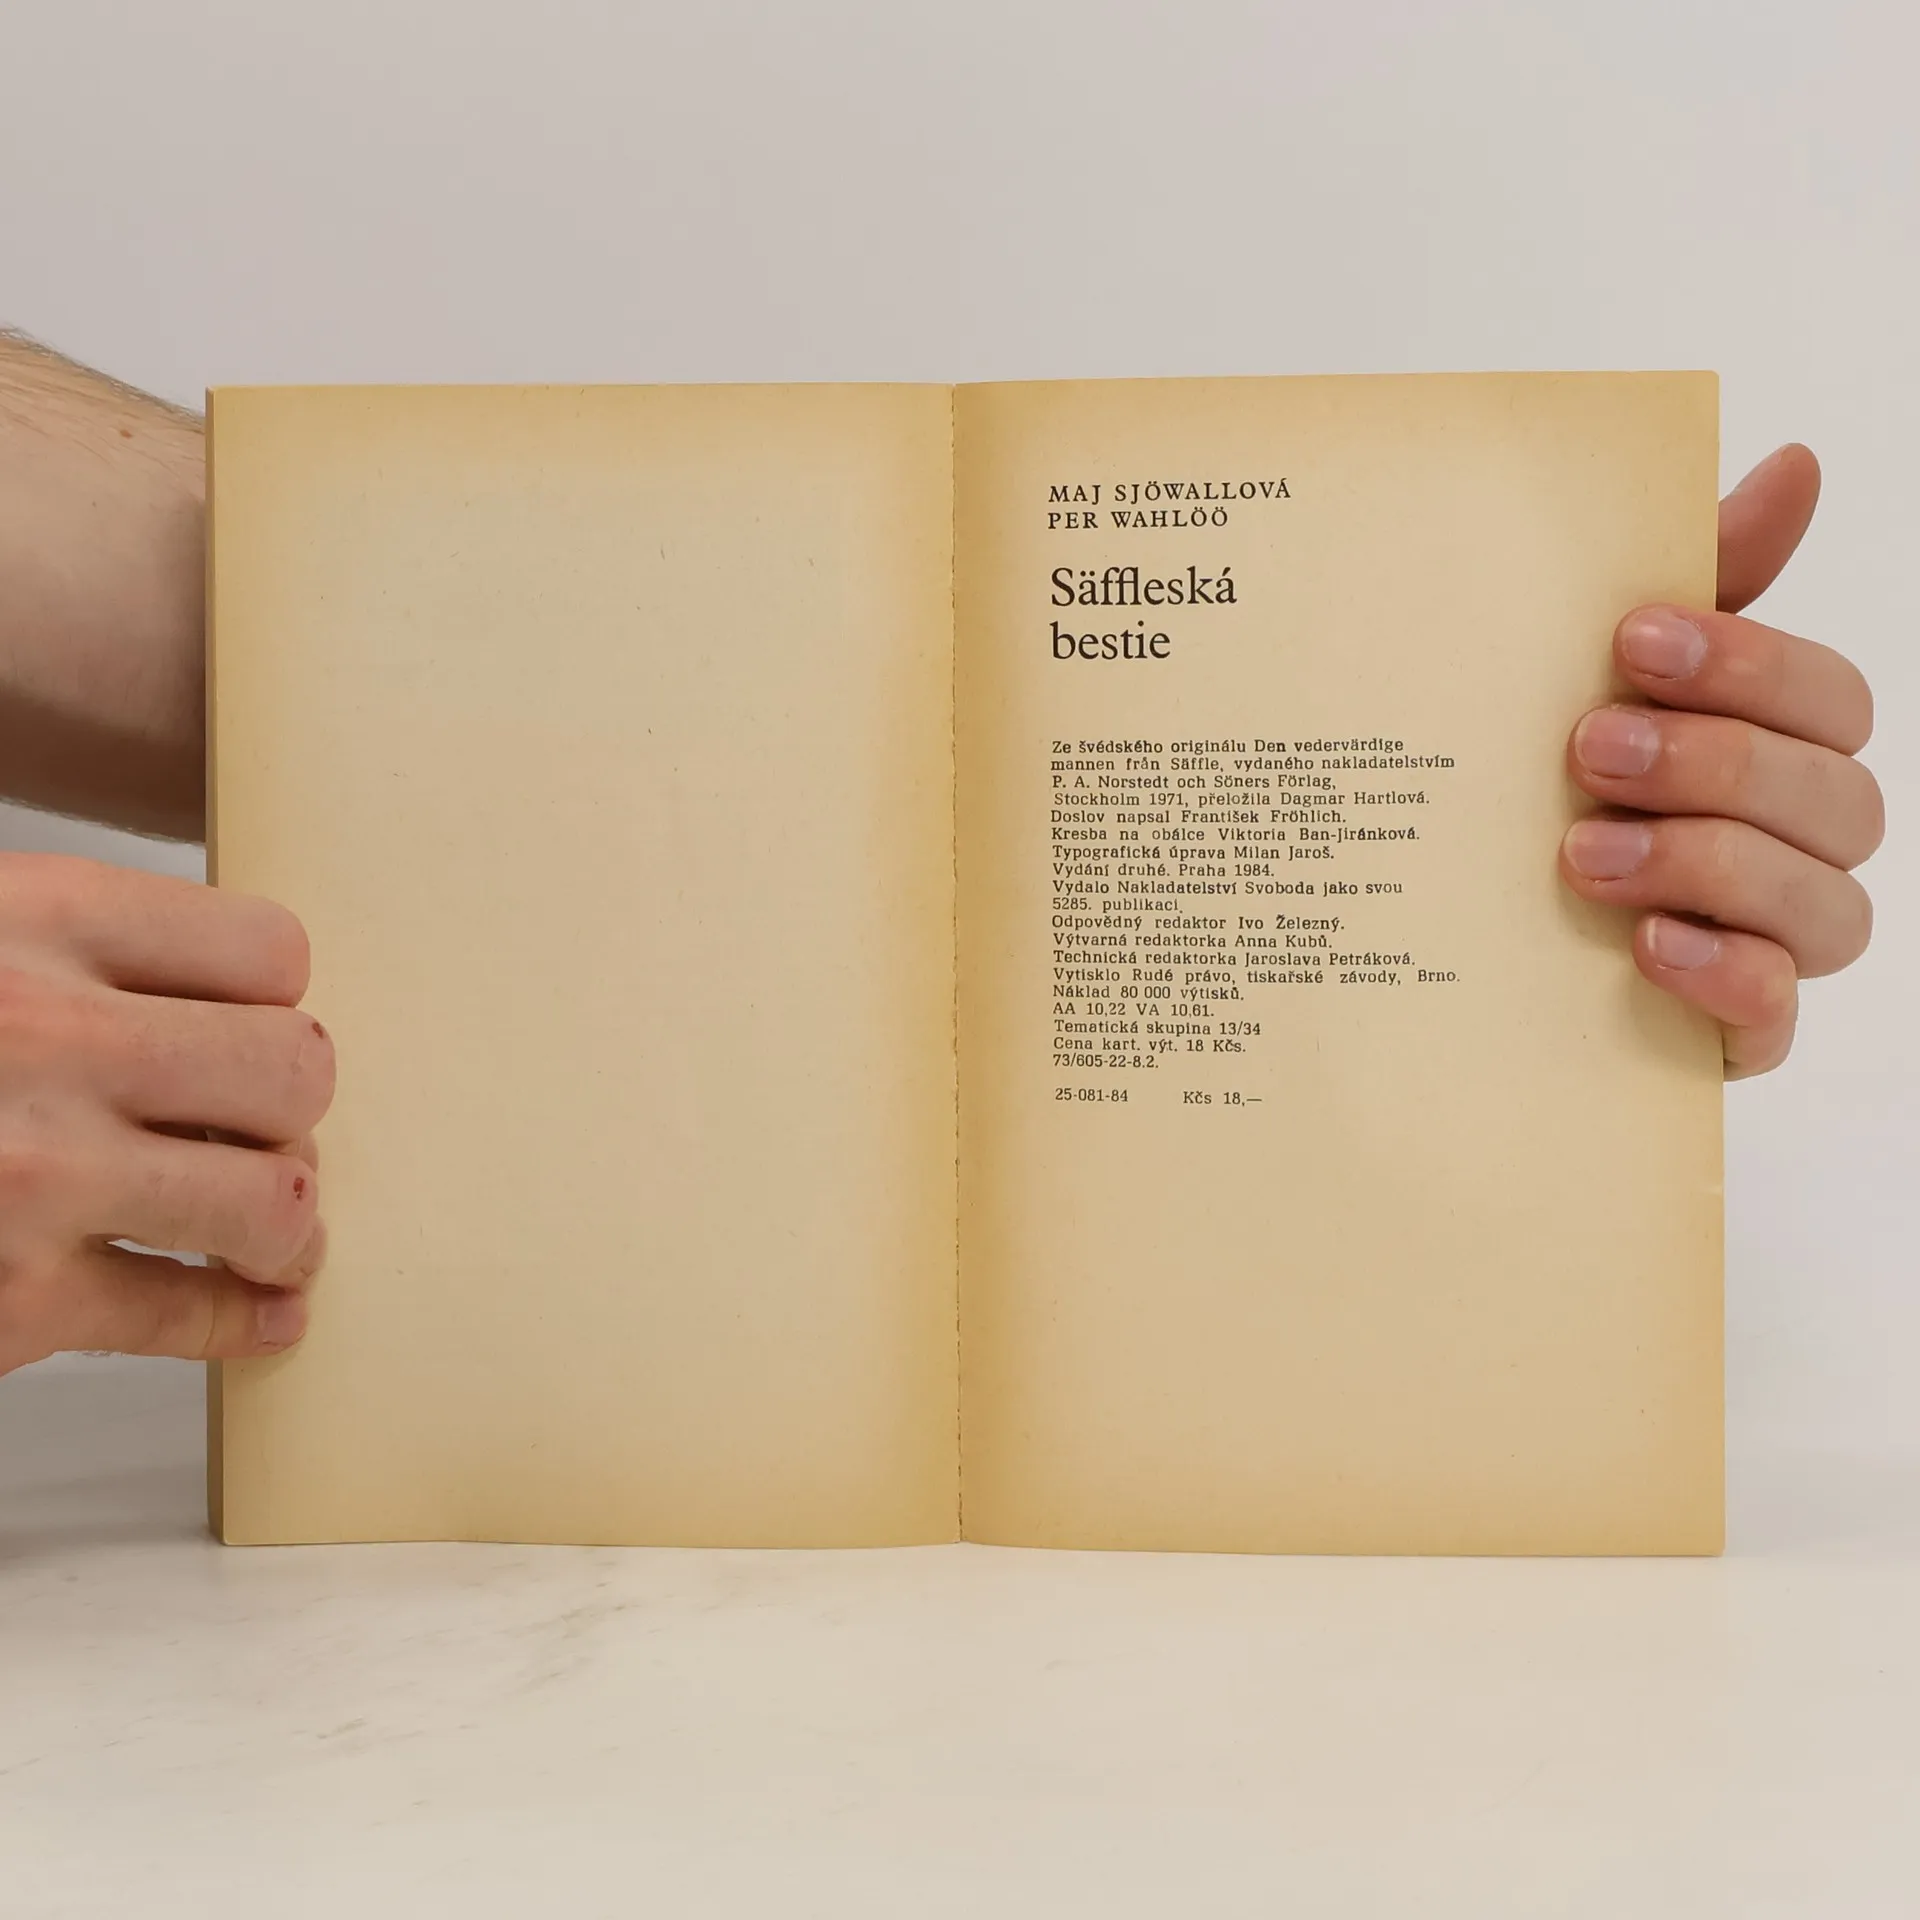 MAJ SJÖWALLOVÁ
PER WAHLÖÖ
Säffleská
bestie
Ze švédského originálu Den vedervärdige
mannen från Säffle, vydaného nakladatelstvím
P. A. Norstedt och Söners Förlag,
Stockholm 1971, přeložila Dagmar Hartlová.
Doslov napsal František Fröhlich.
Kresba na obálce Viktoria Ban-Jiránková.
Typografická úprava Milan Jaroš.
Vydání druhé. Praha 1984.
Vydalo Nakladatelství Svoboda jako svou
5285. publikaci.
Odpovědný redaktor Ivo Železný.
Výtvarná redaktorka Anna Kubů.
Technická redaktorka Jaroslava Petráková.
Vytisklo Rudé právo, tiskařské závody, Brno.
Náklad 80 000 výtisků.
AA 10,22 VA 10,61.
Tematická skupina 13/34
Cena kart. výt. 18 Kčs.
73/605-22-8.2.
25-081-84 Kčs 18,—